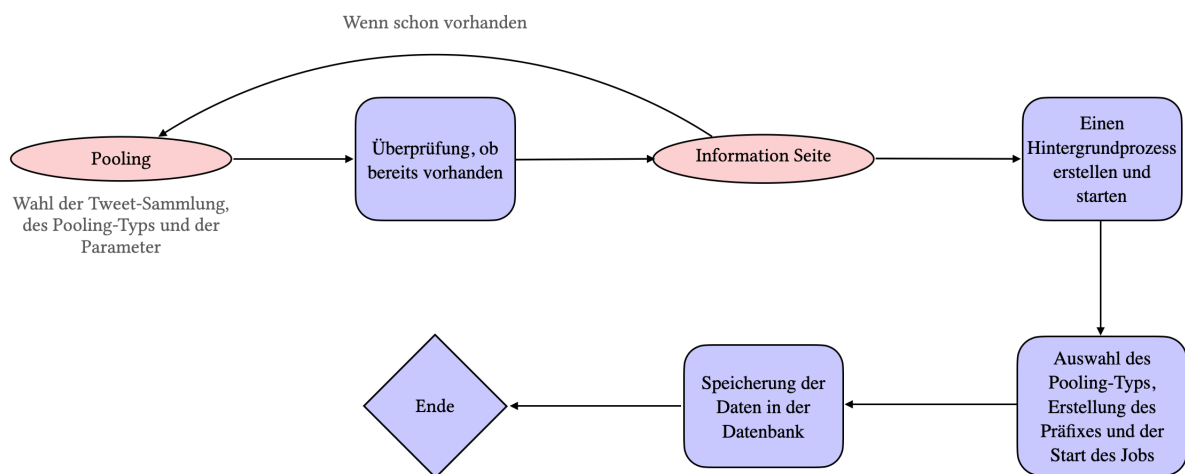 Wenn schon vorhanden
Pooling
Wahl der Tweet-Sammlung,
des Pooling-Typs und der
Parameter
Überprüfung, ob
bereits vorhanden
Information Seite
Einen
Hintergrundprozess
erstellen und
starten
Auswahl des
Pooling-Typs,
Erstellung des
Präfixes und der
Start des Jobs
Speicherung der
Daten in der
Datenbank
Ende